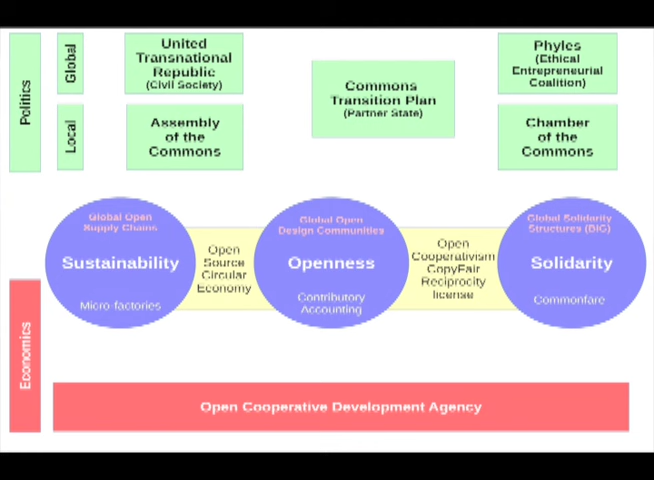 Politics
Global
Local
United
Transnational
Republic
(Civil Society)
Commons
Transition Plan
(Partner State)
Phyles
(Ethical
Entrepreneurial
Coalition)
Assembly
of the
Commons
Chamber
of the
Commons
Global Open
Supply Chains
Sustainability
Micro-factories
Open
Source
Circular
Economy
Global Open
Design Communities
Openness
Contributory
Accounting
Open
Cooperativism
CopyFair
Reciprocity
license
Global Solidarity
Structures (BIG)
Solidarity
Commonfare
Economics
Open Cooperative Development Agency